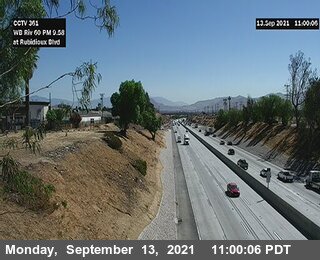 CCTV 361
WB Riv 60 PM 9.58
at Rubidioux Blvd
13.Sep 2021 11:00:06
Monday, September 13, 2021 11:00:06 PDT